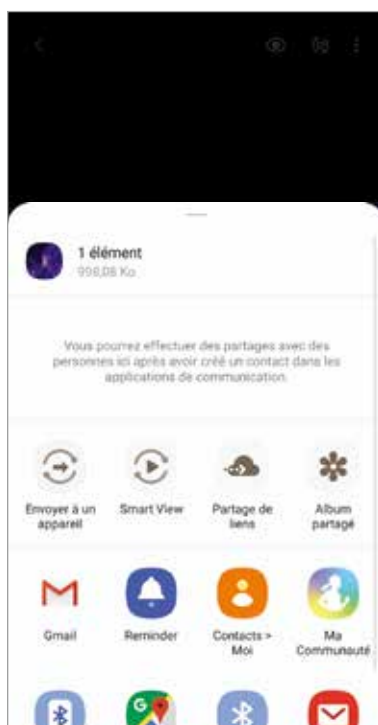 1 élément
998,08 Ko
Vous pourrez effectuer des partages avec des
personnes ici après avoir créé un contact dans les
applications de communication.
Envoyer à un
appareil
Smart View
Partage de
liens
Album
partagé
Gmail
Reminder
Contacts >
Moi
Ma
Communauté
G